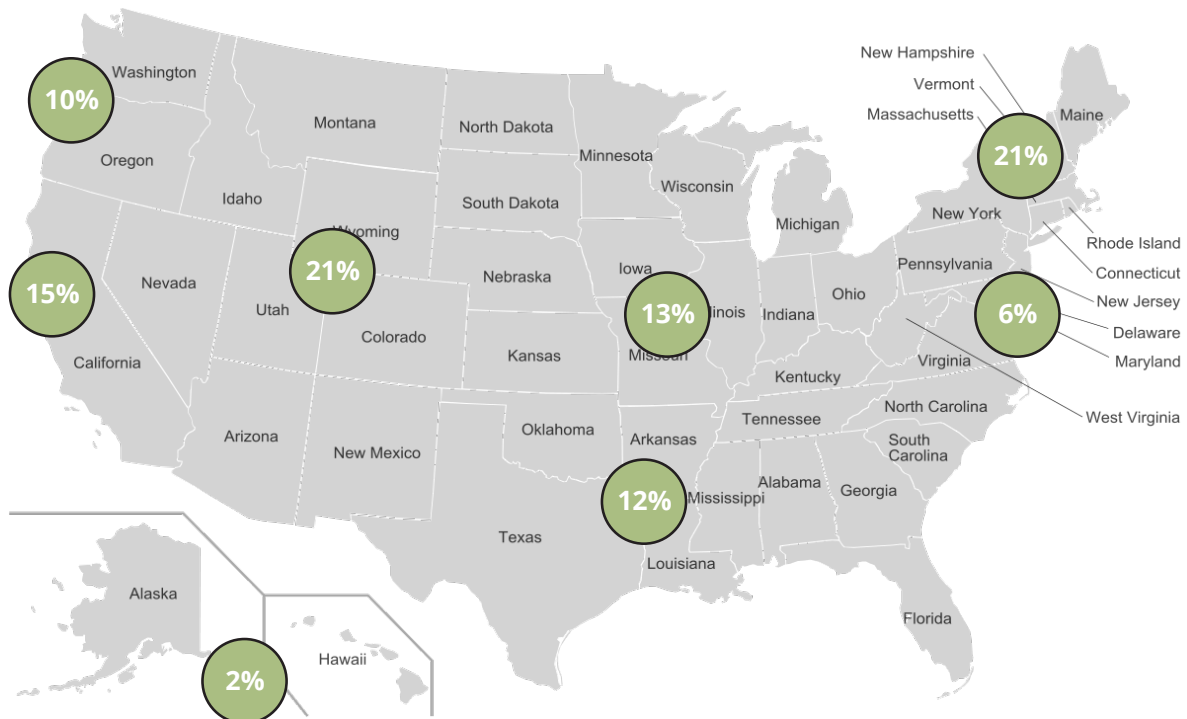 New Hampshire
Washington
Vermont
10%
Massachusetts
Maine
Montana
North Dakota
Minnesota
21%
Oregon
Wisconsin
Idaho
South Dakota
New York
Michigan
Wyoming
Rhode Island
Iowa
Pennsylvania
21%
Connecticut
Nevada
Nebraska
15%
Ohio
New Jersey
Utah
13%
linois
Indiana
6%
Delaware
Colorado
Kansas
Missouri
Virginia
Maryland
California
Kentucky
North Carolina
Tennessee
West Virginia
Arizona
Oklahoma
Arkansas
South
Carolina
New Mexico
Alabama
Georgia
12%
Mississippi
Texas
Louisiana
Alaska
Florida
Hawaii
2%